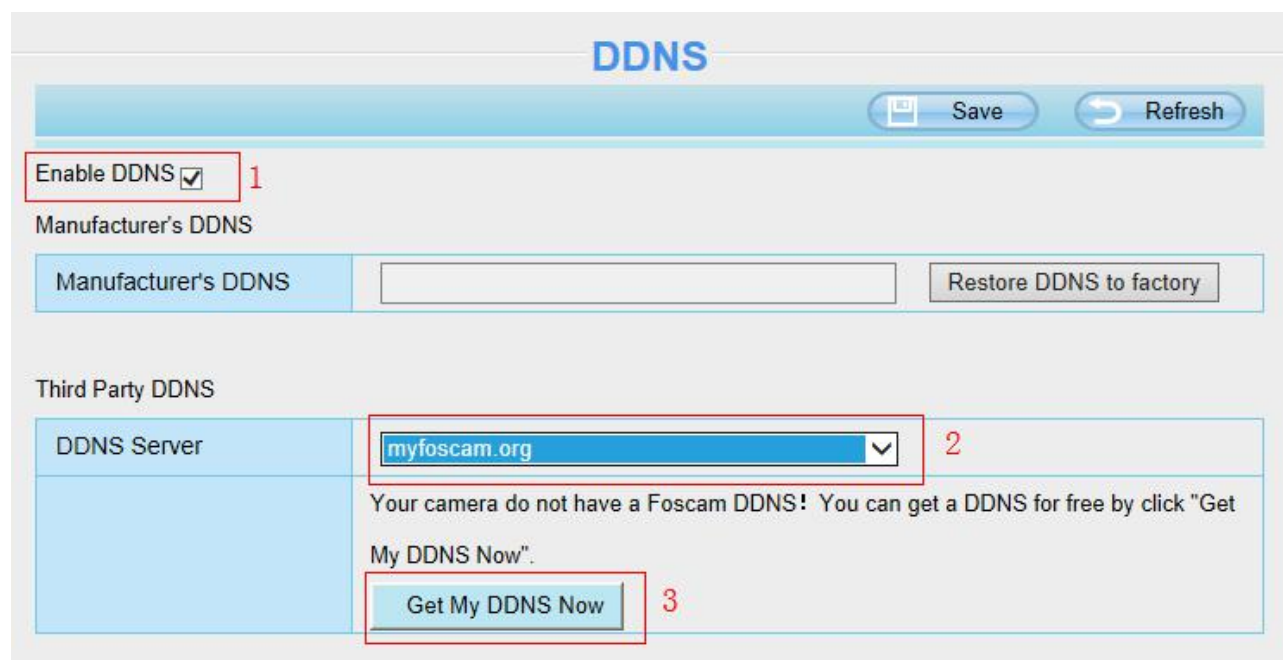 DDNS
Save Refresh
Enable DDNS 1
Manufacturer's DDNS
Manufacturer's DDNS Restore DDNS to factory
Third Party DDNS
DDNS Server myfoscam.org 2
Your camera do not have a Foscam DDNS! You can get a DDNS for free by click "Get
My DDNS Now".
Get My DDNS Now 3